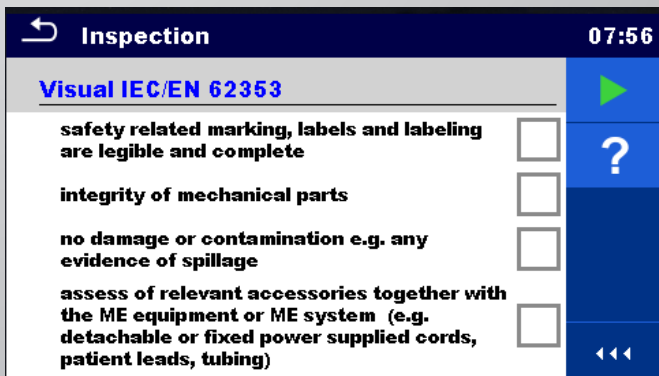 Inspection 07:56
Visual IEC/EN 62353
safety related marking, labels and labeling
are legible and complete
integrity of mechanical parts
no damage or contamination e.g. any
evidence of spillage
assess of relevant accessories together with
the ME equipment or ME system (e.g.
detachable or fixed power supplied cords,
patient leads, tubing)
?